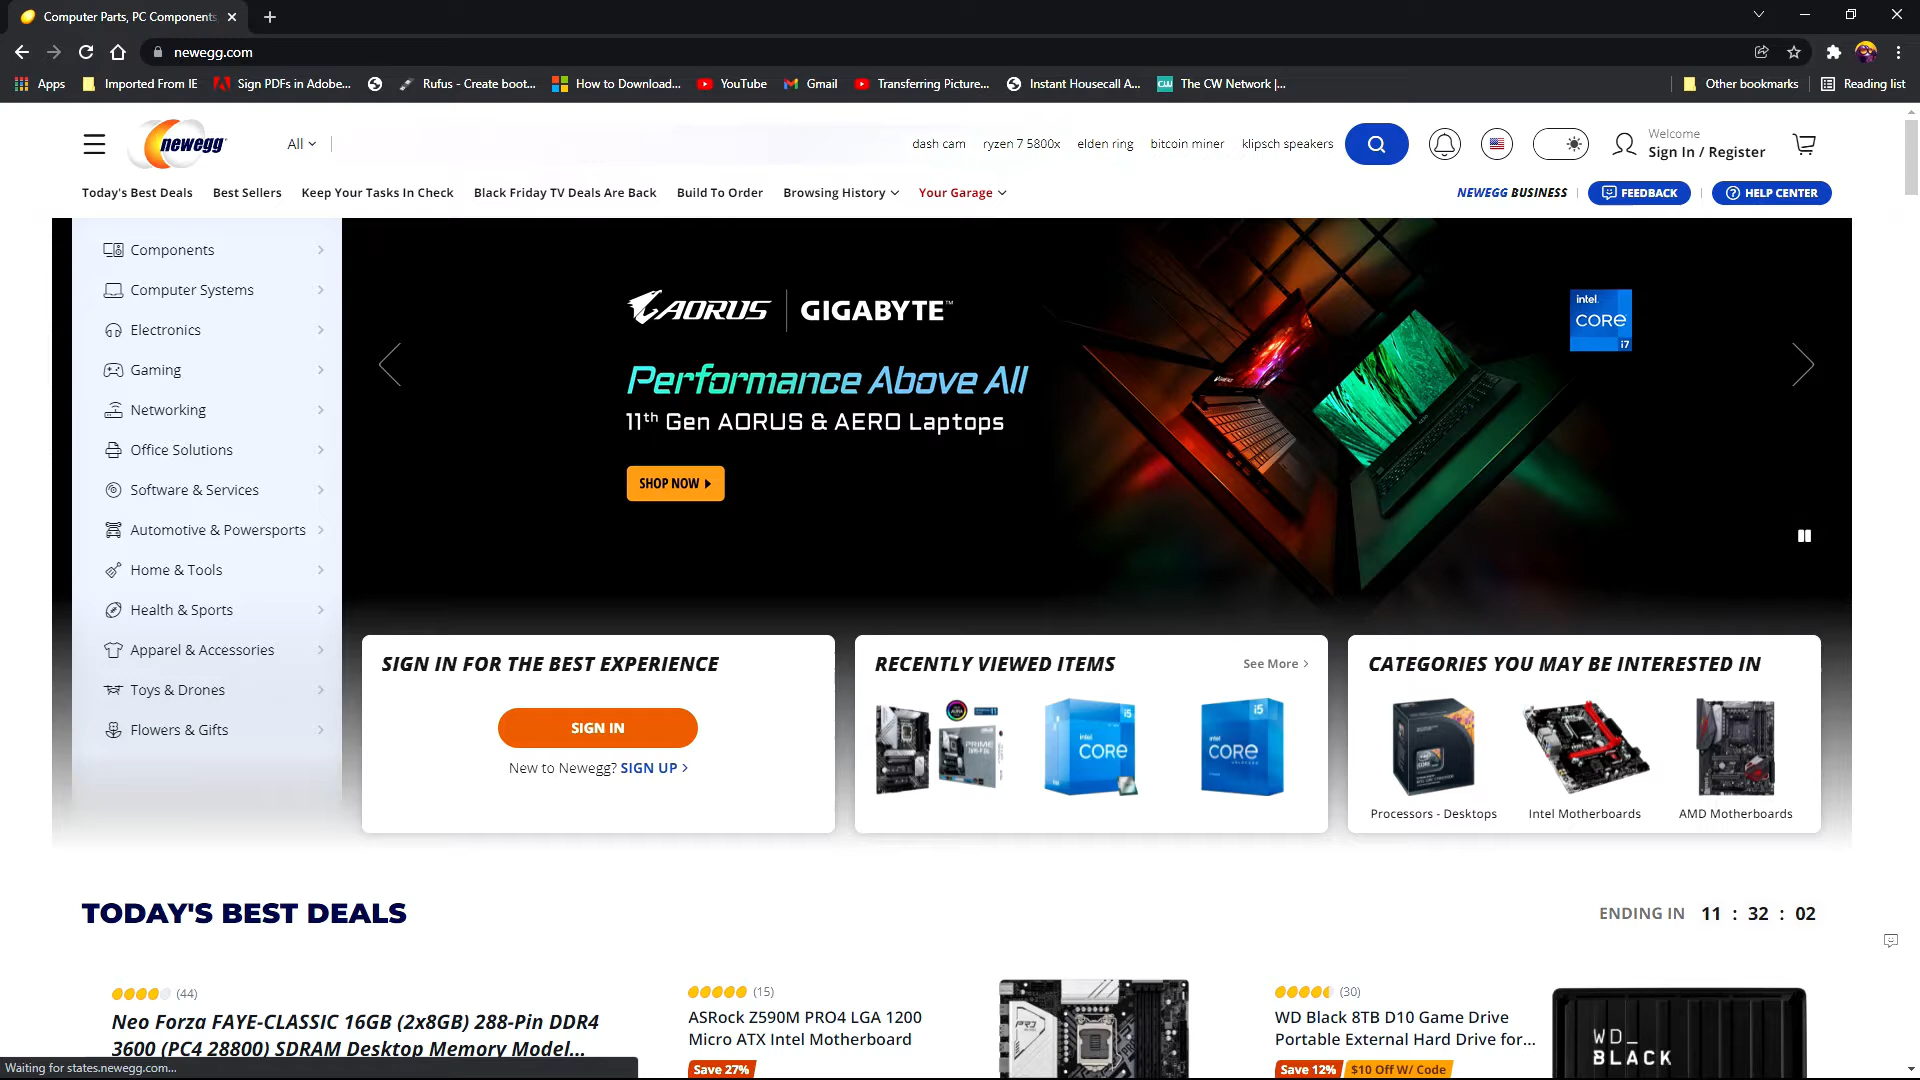 Computer Parts, PC Components
newegg.com
Apps
Imported From IE
Sign PDFs in Adobe...
Rufus - Create boot...
How to Download...
YouTube
Gmail
Transferring Picture...
Instant Housecall A...
The CW Network |...
Other bookmarks
Reading list
newegg
All
dash cam
ryzen 7 5800x
elden ring
bitcoin miner
klipsch speakers
Welcome
Sign In / Register
Today's Best Deals
Best Sellers
Keep Your Tasks In Check
Black Friday TV Deals Are Back
Build To Order
Browsing History
Your Garage
NEWEGG BUSINESS
FEEDBACK
HELP CENTER
Components
Computer Systems
Electronics
Gaming
Networking
Office Solutions
Software & Services
Automotive & Powersports
Home & Tools
Health & Sports
Apparel & Accessories
Toys & Drones
Flowers & Gifts
AORUS
GIGABYTE™
Performance Above All
11th Gen AORUS & AERO Laptops
SHOP NOW
intel
CORE
i7
SIGN IN FOR THE BEST EXPERIENCE
SIGN IN
New to Newegg? SIGN UP
RECENTLY VIEWED ITEMS
See More
PRIME
i5
intel
CORE
i5
intel
CORE
CATEGORIES YOU MAY BE INTERESTED IN
Processors - Desktops
Intel Motherboards
AMD Motherboards
TODAY'S BEST DEALS
ENDING IN 11 : 32 : 02
(44)
Neo Forza FAYE-CLASSIC 16GB (2x8GB) 288-Pin DDR4
3600 (PC4 28800) SDRAM Desktop Memory Model...
(15)
ASRock Z590M PRO4 LGA 1200
Micro ATX Intel Motherboard
Save 27%
(30)
WD Black 8TB D10 Game Drive
Portable External Hard Drive for...
Save 12%
$10 Off W/ Code
WD_
BLACK
Waiting for states.newegg.com...